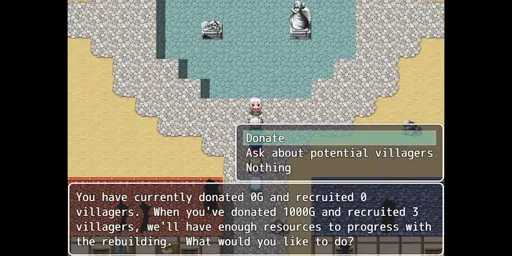 Donate
Ask about potential villagers
Nothing
You have currently donated 0G and recruited 0
villagers. When you've donated 1000G and recruited 3
villagers, we'll have enough resources to progress with
the rebuilding. What would you like to do?